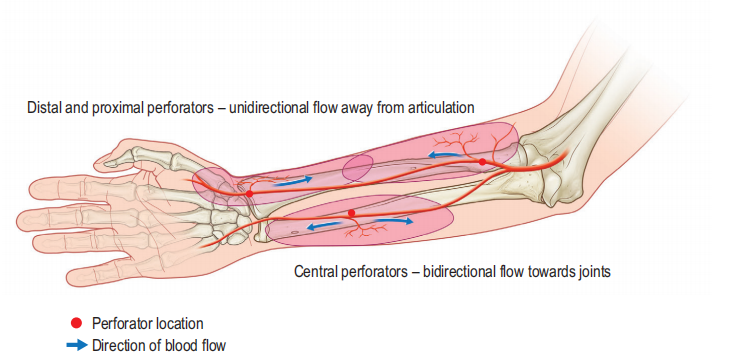 Distal and proximal perforators – unidirectional flow away from articulation
Central perforators – bidirectional flow towards joints
Perforator location
Direction of blood flow